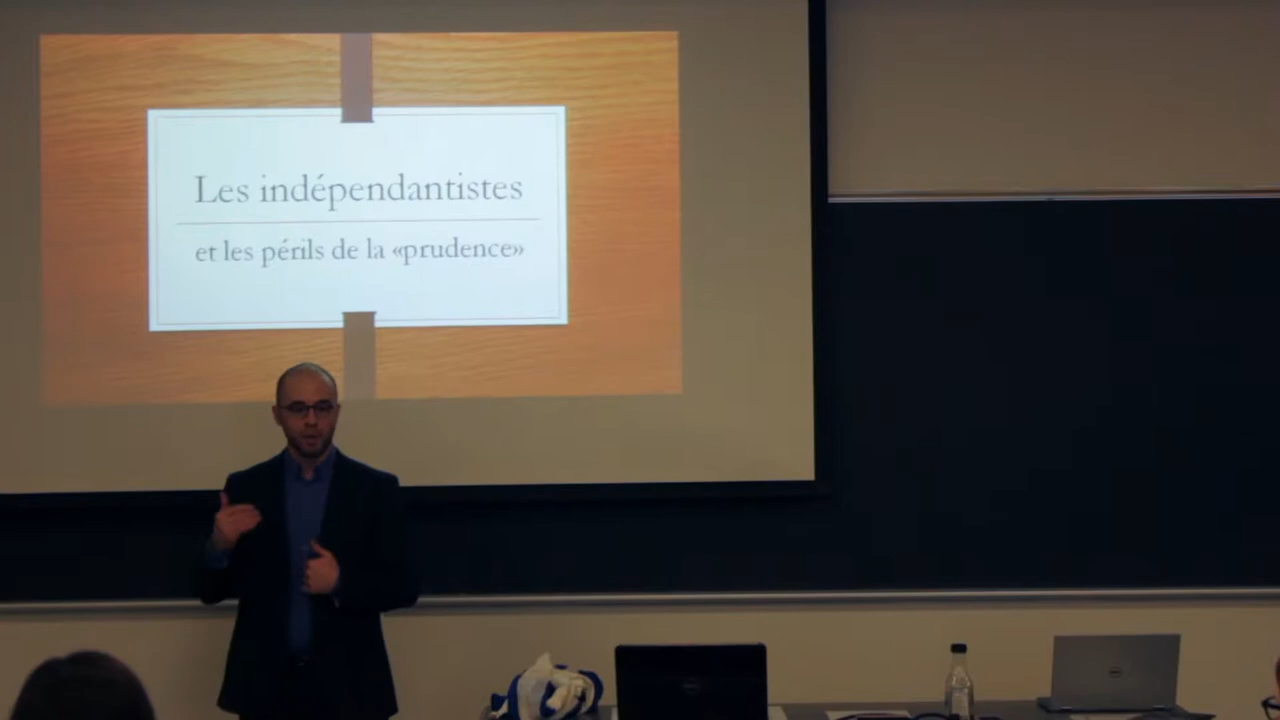 Les indépendantistes
et les périls de la «prudence»